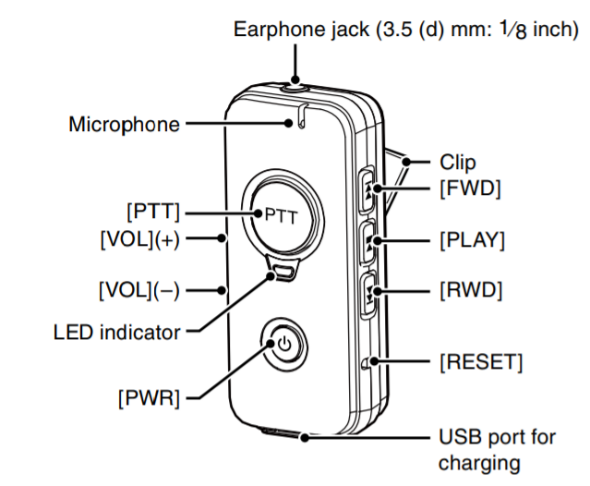 Earphone jack (3.5 (d) mm: 1/8 inch)
Microphone
Clip
[FWD]
[PTT]
PTT
[VOL](+)
[PLAY]
[VOL](–)
[RWD]
LED indicator
[RESET]
[PWR]
USB port for
charging